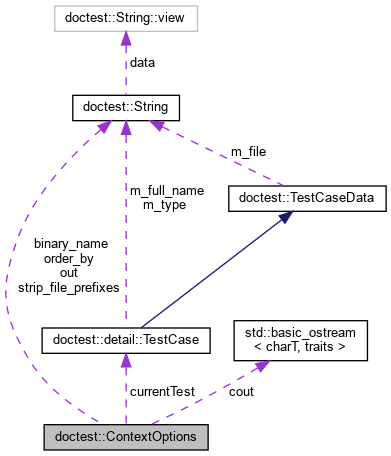 doctest::String::view
data
doctest::String
m_file
m_full_name
m_type
doctest::TestCaseData
binary_name
order_by
out
strip_file_prefixes
doctest::detail::TestCase
std::basic_ostream
< charT, traits >
currentTest
cout
doctest::ContextOptions